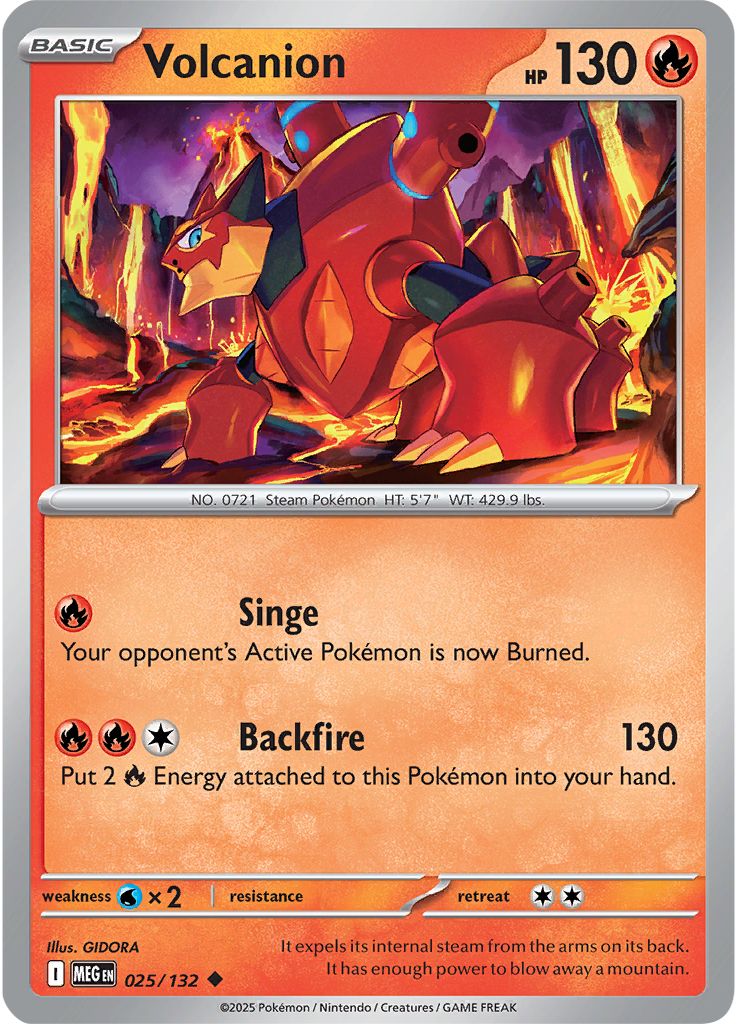 BASIC Volcanion HP 130
NO. 0721 Steam Pokémon HT: 5'7" WT: 429.9 lbs.
Singe
Your opponent's Active Pokémon is now Burned.
Backfire 130
Put 2 Energy attached to this Pokémon into your hand.
weakness ×2 resistance retreat
Illus. GIDORA
It expels its internal steam from the arms on its back.
It has enough power to blow away a mountain.
I MEG EN 025/132
©2025 Pokémon / Nintendo / Creatures / GAME FREAK